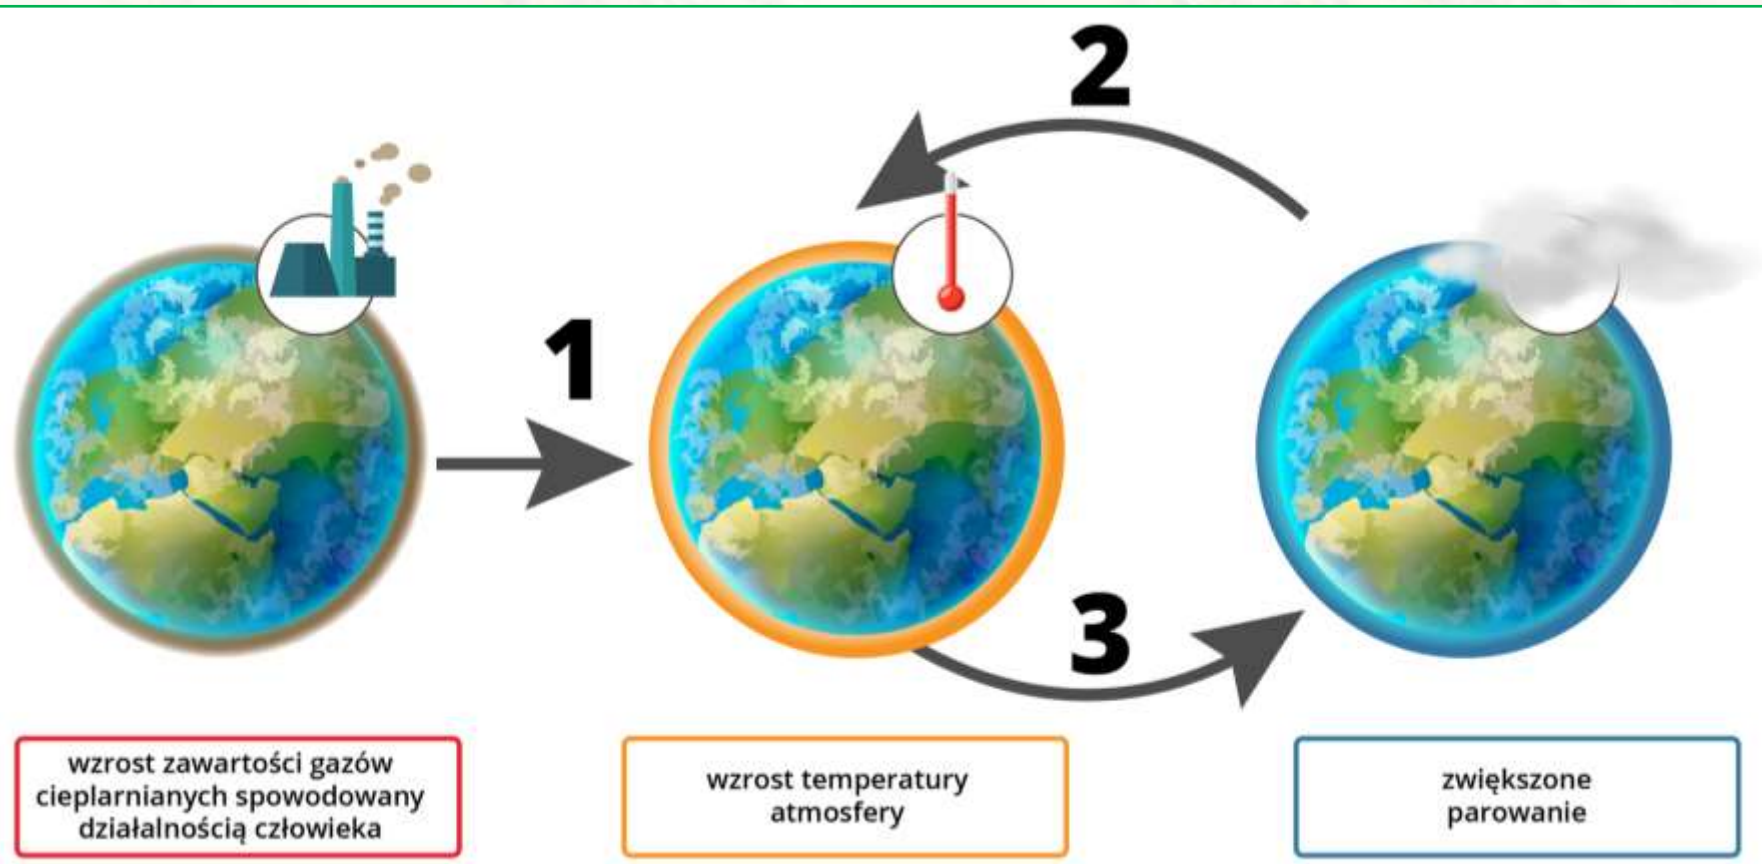 2
1
3
wzrost zawartości gazów
cieplarnianych spowodowany
działalnością człowieka
wzrost temperatury
atmosfery
zwiększone
parowanie